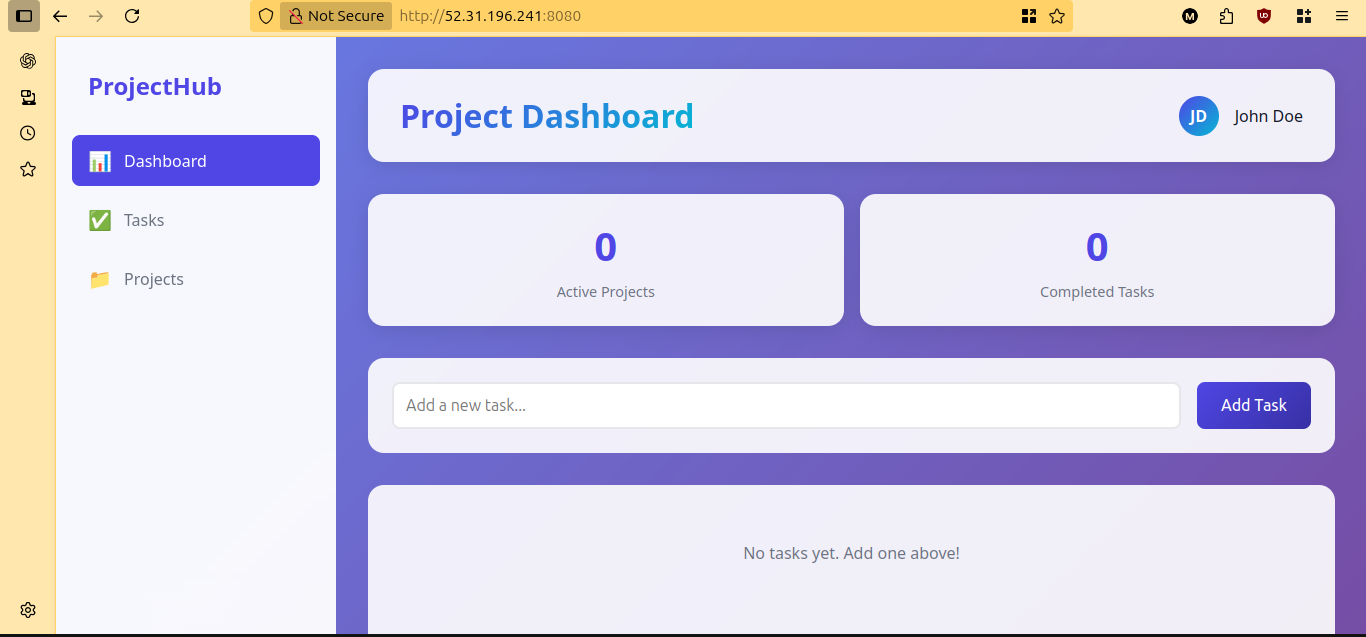 Not Secure http://52.31.196.241:8080
ProjectHub
Dashboard
Tasks
Projects
Project Dashboard
JD John Doe
0
Active Projects
0
Completed Tasks
Add a new task...
Add Task
No tasks yet. Add one above!